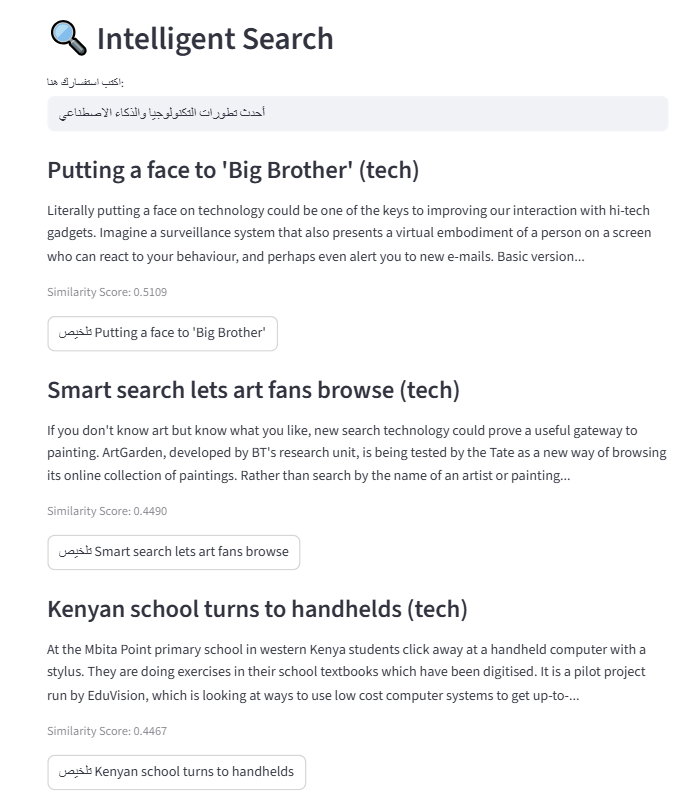 Intelligent Search
اكتب استفسارك هنا:
أحدث تطورات التكنولوجيا والذكاء الاصطناعي
Putting a face to 'Big Brother' (tech)
Literally putting a face on technology could be one of the keys to improving our interaction with hi-tech
gadgets. Imagine a surveillance system that also presents a virtual embodiment of a person on a screen
who can react to your behaviour, and perhaps even alert you to new e-mails. Basic version...
Similarity Score: 0.5109
تلخيص Putting a face to 'Big Brother'
Smart search lets art fans browse (tech)
If you don't know art but know what you like, new search technology could prove a useful gateway to
painting. ArtGarden, developed by BT's research unit, is being tested by the Tate as a new way of browsing
its online collection of paintings. Rather than search by the name of an artist or painting...
Similarity Score: 0.4490
تلخيص Smart search lets art fans browse
Kenyan school turns to handhelds (tech)
At the Mbita Point primary school in western Kenya students click away at a handheld computer with a
stylus. They are doing exercises in their school textbooks which have been digitised. It is a pilot project
run by EduVision, which is looking at ways to use low cost computer systems to get up-to-...
Similarity Score: 0.4467
تلخيص Kenyan school turns to handhelds